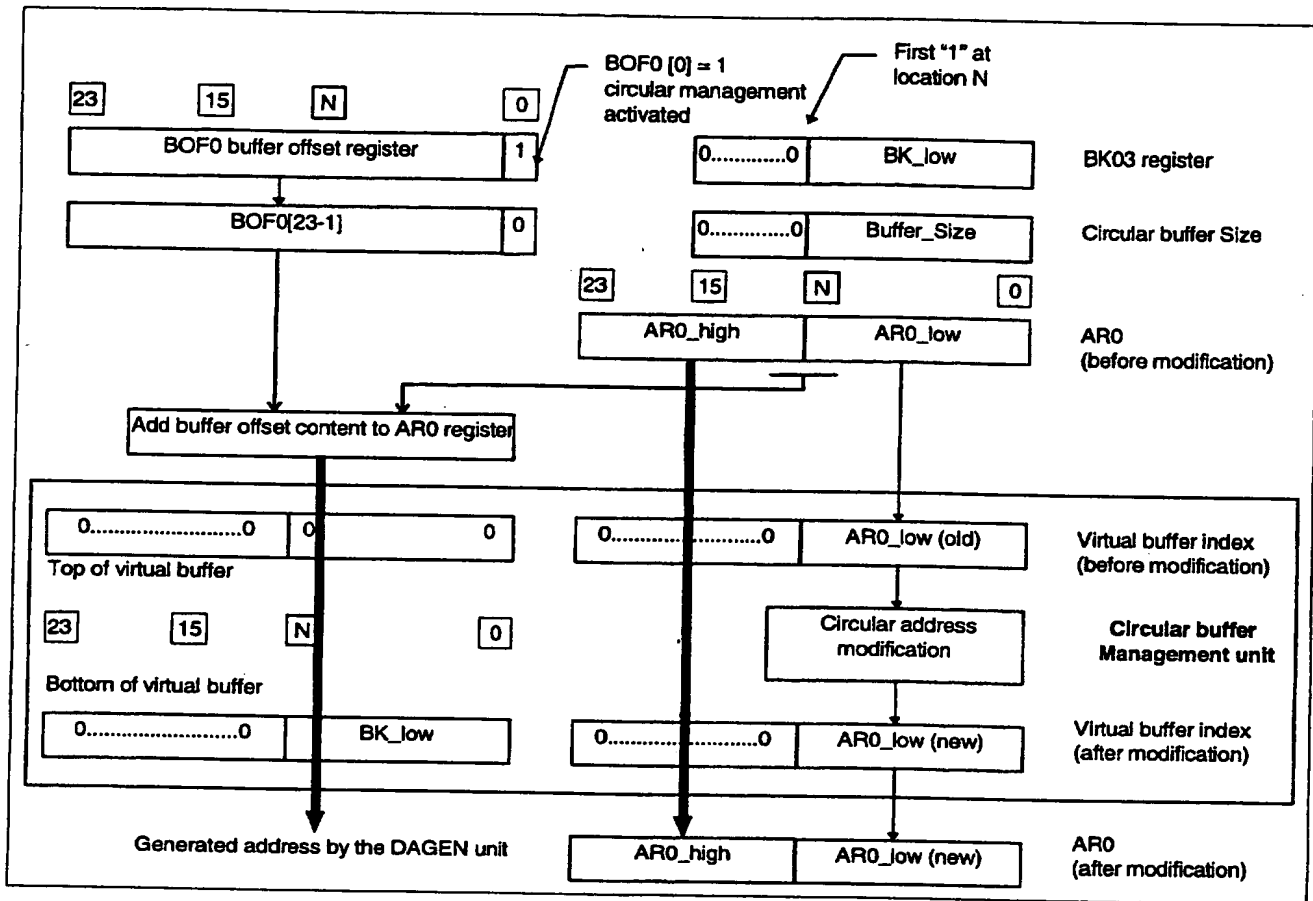 BOF0 [0] = 1
circular management
activated
First "1" at
location N
23 15 N 0
BOF0 buffer offset register 1
0.............0 BK_low BK03 register
BOF0[23-1] 0
0.............0 Buffer_Size Circular buffer Size
23 15 N 0
AR0_high AR0_low AR0
(before modification)
Add buffer offset content to AR0 register
0........................0 0 0
Top of virtual buffer
0........................0 AR0_low (old) Virtual buffer index
(before modification)
23 15 N 0
Circular address
modification
Circular buffer
Management unit
Bottom of virtual buffer
0........................0 BK_low
0........................0 AR0_low (new) Virtual buffer index
(after modification)
Generated address by the DAGEN unit
AR0_high AR0_low (new) AR0
(after modification)